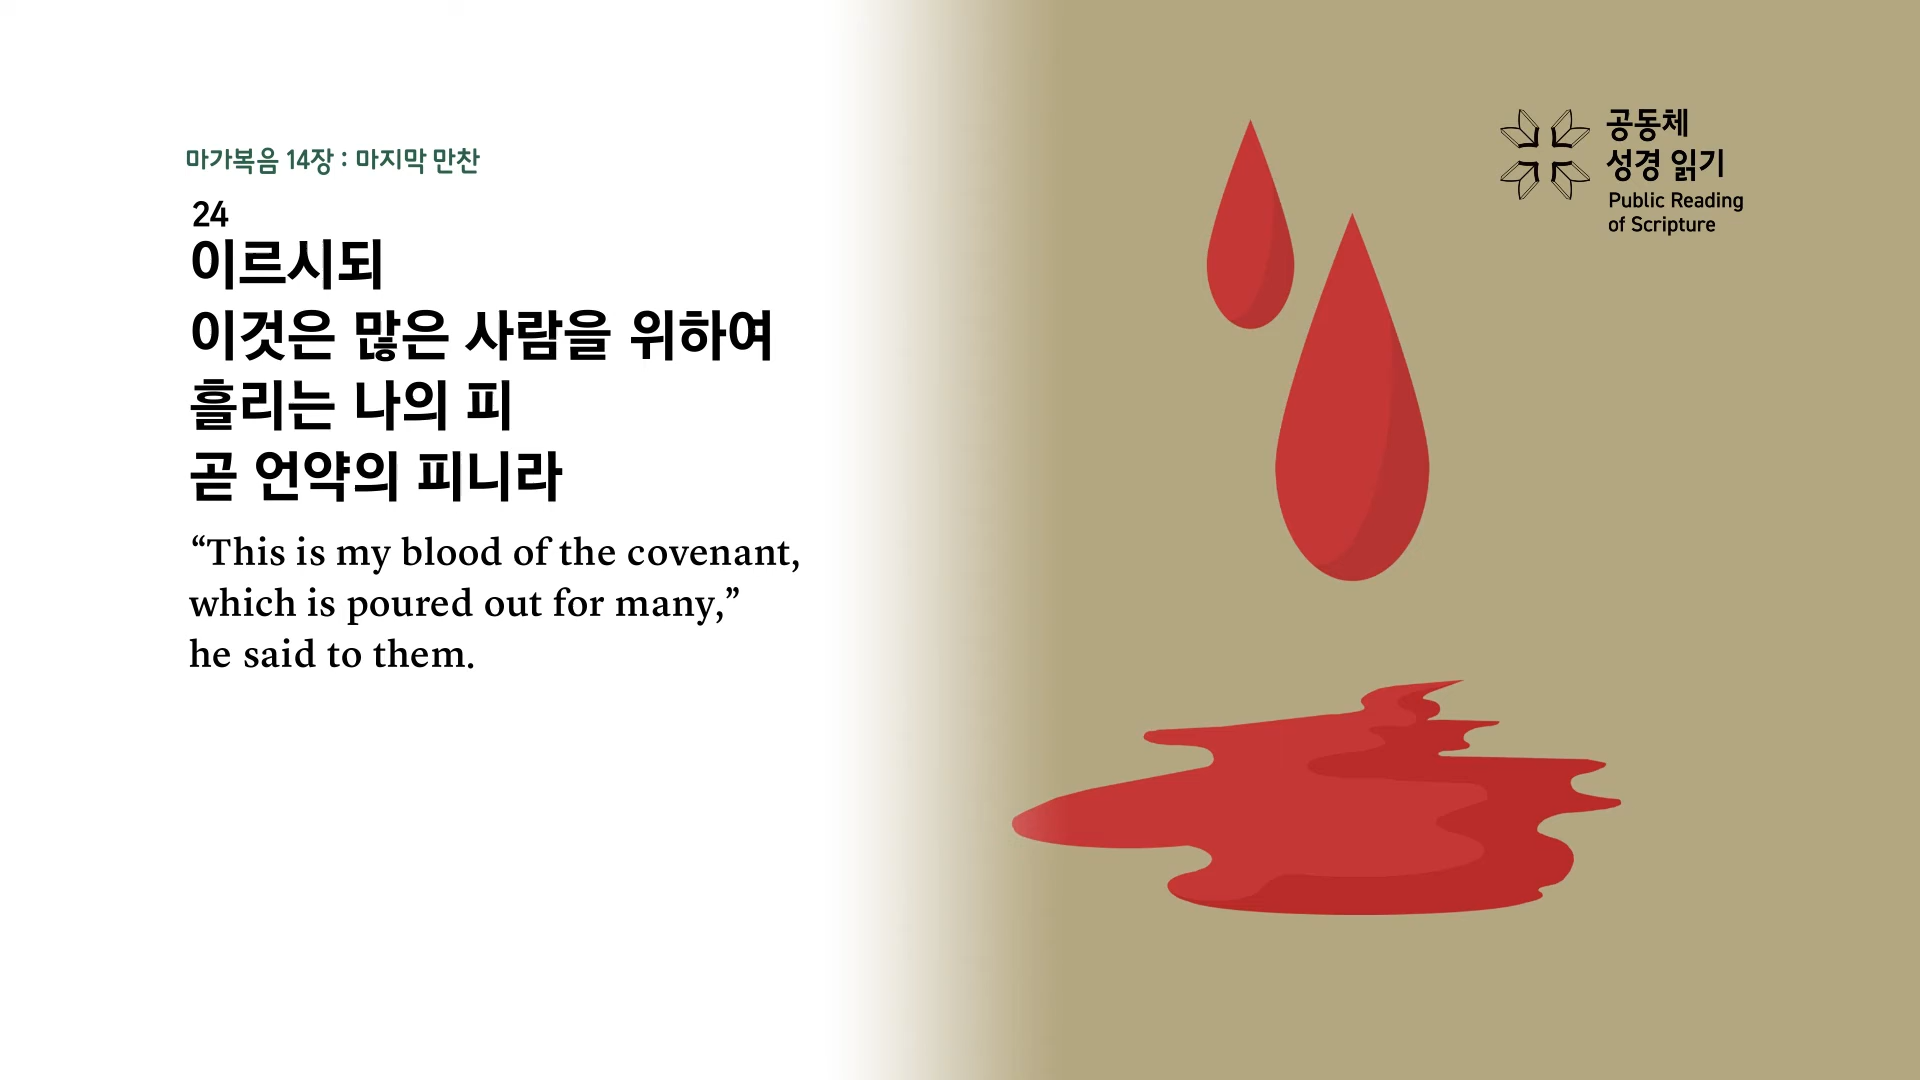 마가복음 14장 : 마지막 만찬
24
이르시되
이것은 많은 사람을 위하여
흘리는 나의 피
곧 언약의 피니라
“This is my blood of the covenant,
which is poured out for many,”
he said to them.
공동체
성경 읽기
Public Reading
of Scripture